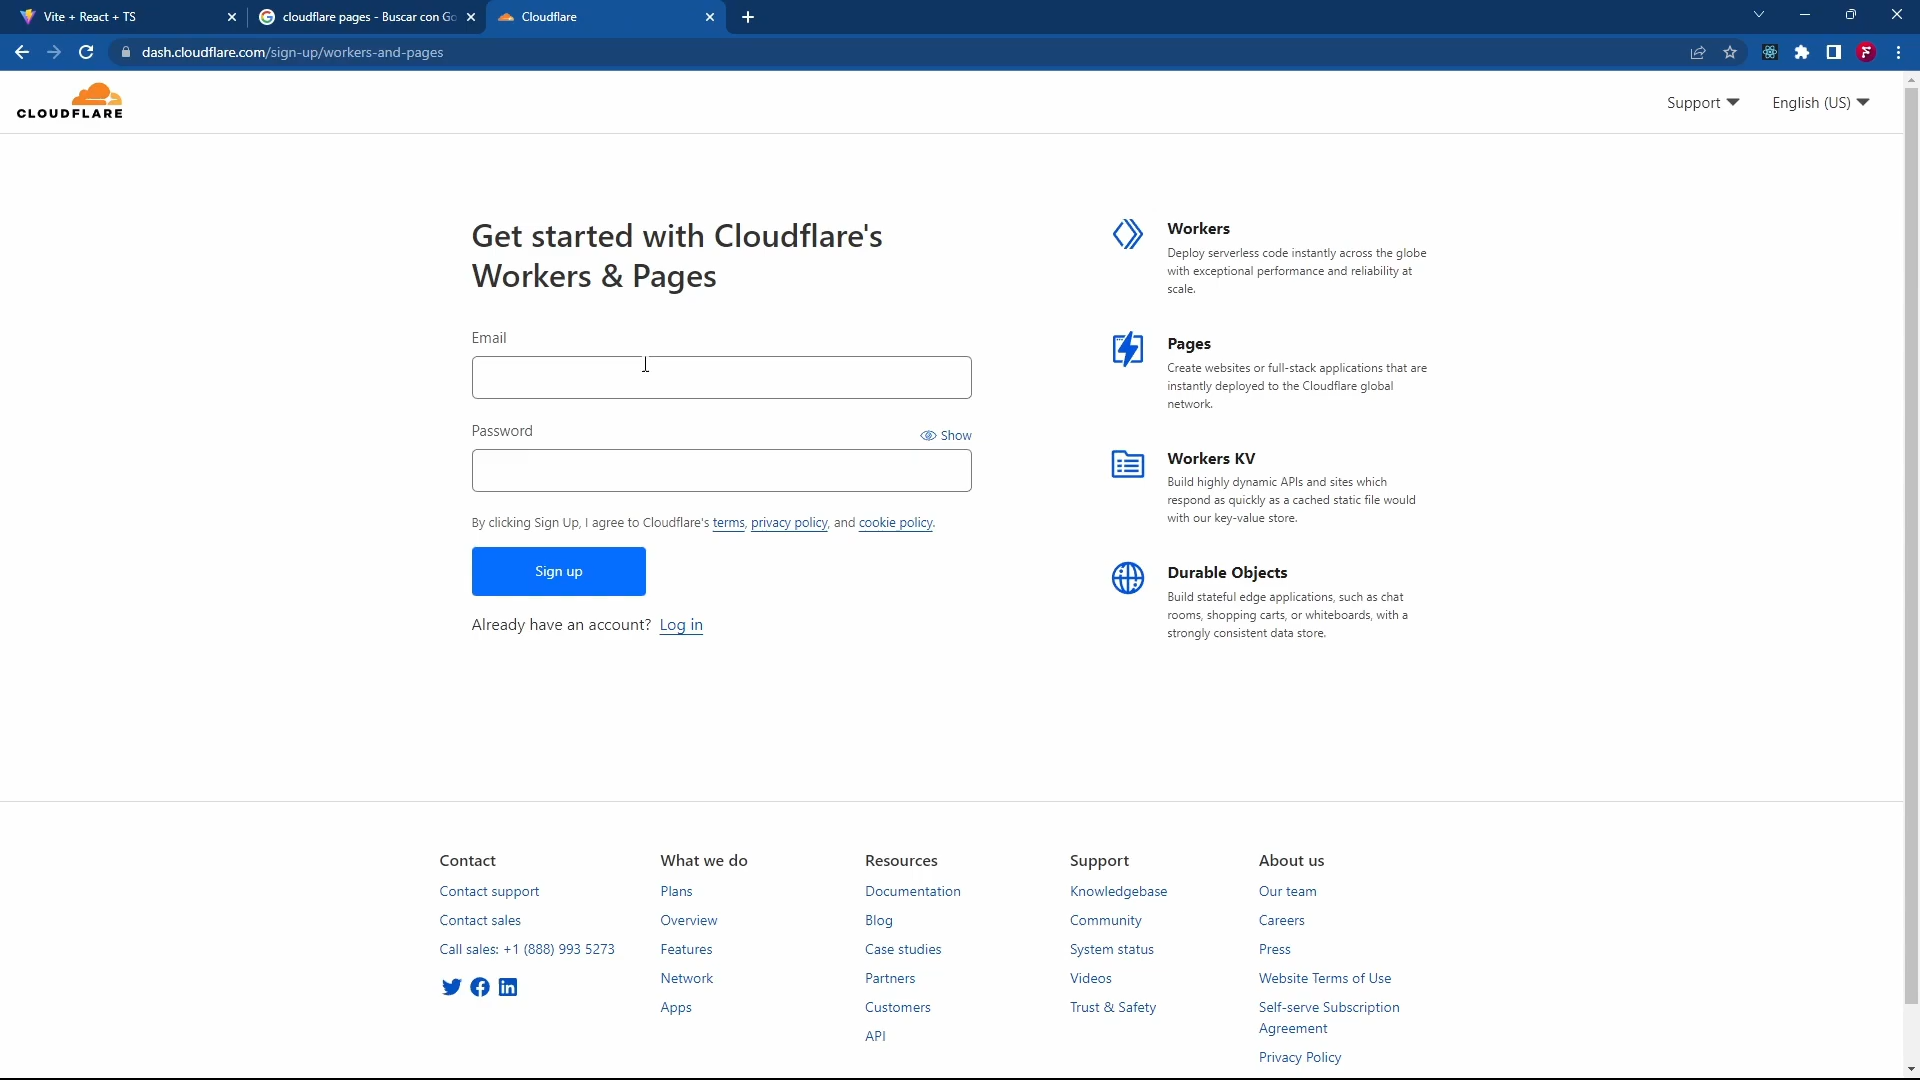 Vite + React + TS
cloudflare pages - Buscar con Go
Cloudflare
dash.cloudflare.com/sign-up/workers-and-pages
CLOUDFLARE
Support
English (US)
Get started with Cloudflare's
Workers & Pages
Email
Password
Show
By clicking Sign Up, I agree to Cloudflare's terms, privacy policy, and cookie policy.
Sign up
Already have an account? Log in
Workers
Deploy serverless code instantly across the globe
with exceptional performance and reliability at
scale.
Pages
Create websites or full-stack applications that are
instantly deployed to the Cloudflare global
network.
Workers KV
Build highly dynamic APIs and sites which
respond as quickly as a cached static file would
with our key-value store.
Durable Objects
Build stateful edge applications, such as chat
rooms, shopping carts, or whiteboards, with a
strongly consistent data store.
Contact
Contact support
Contact sales
Call sales: +1 (888) 993 5273
What we do
Plans
Overview
Features
Network
Apps
Resources
Documentation
Blog
Case studies
Partners
Customers
API
Support
Knowledgebase
Community
System status
Videos
Trust & Safety
About us
Our team
Careers
Press
Website Terms of Use
Self-serve Subscription
Agreement
Privacy Policy